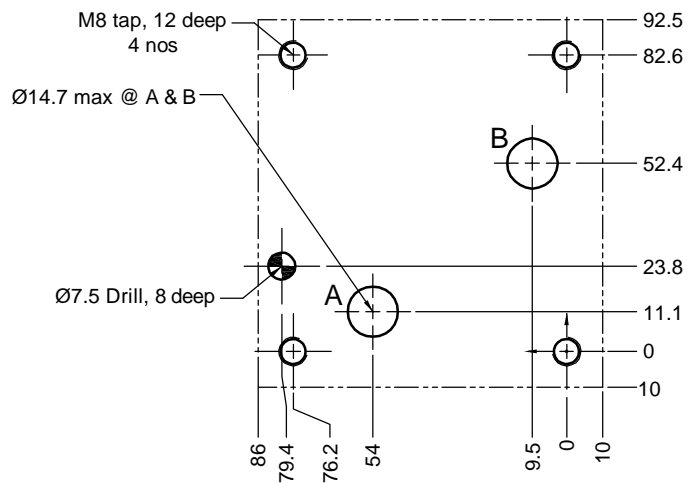 M8 tap, 12 deep
4 nos
92.5
82.6
Ø14.7 max @ A & B
B
52.4
23.8
Ø7.5 Drill, 8 deep
A
11.1
0
10
86
79.4
76.2
54
9.5
0
10